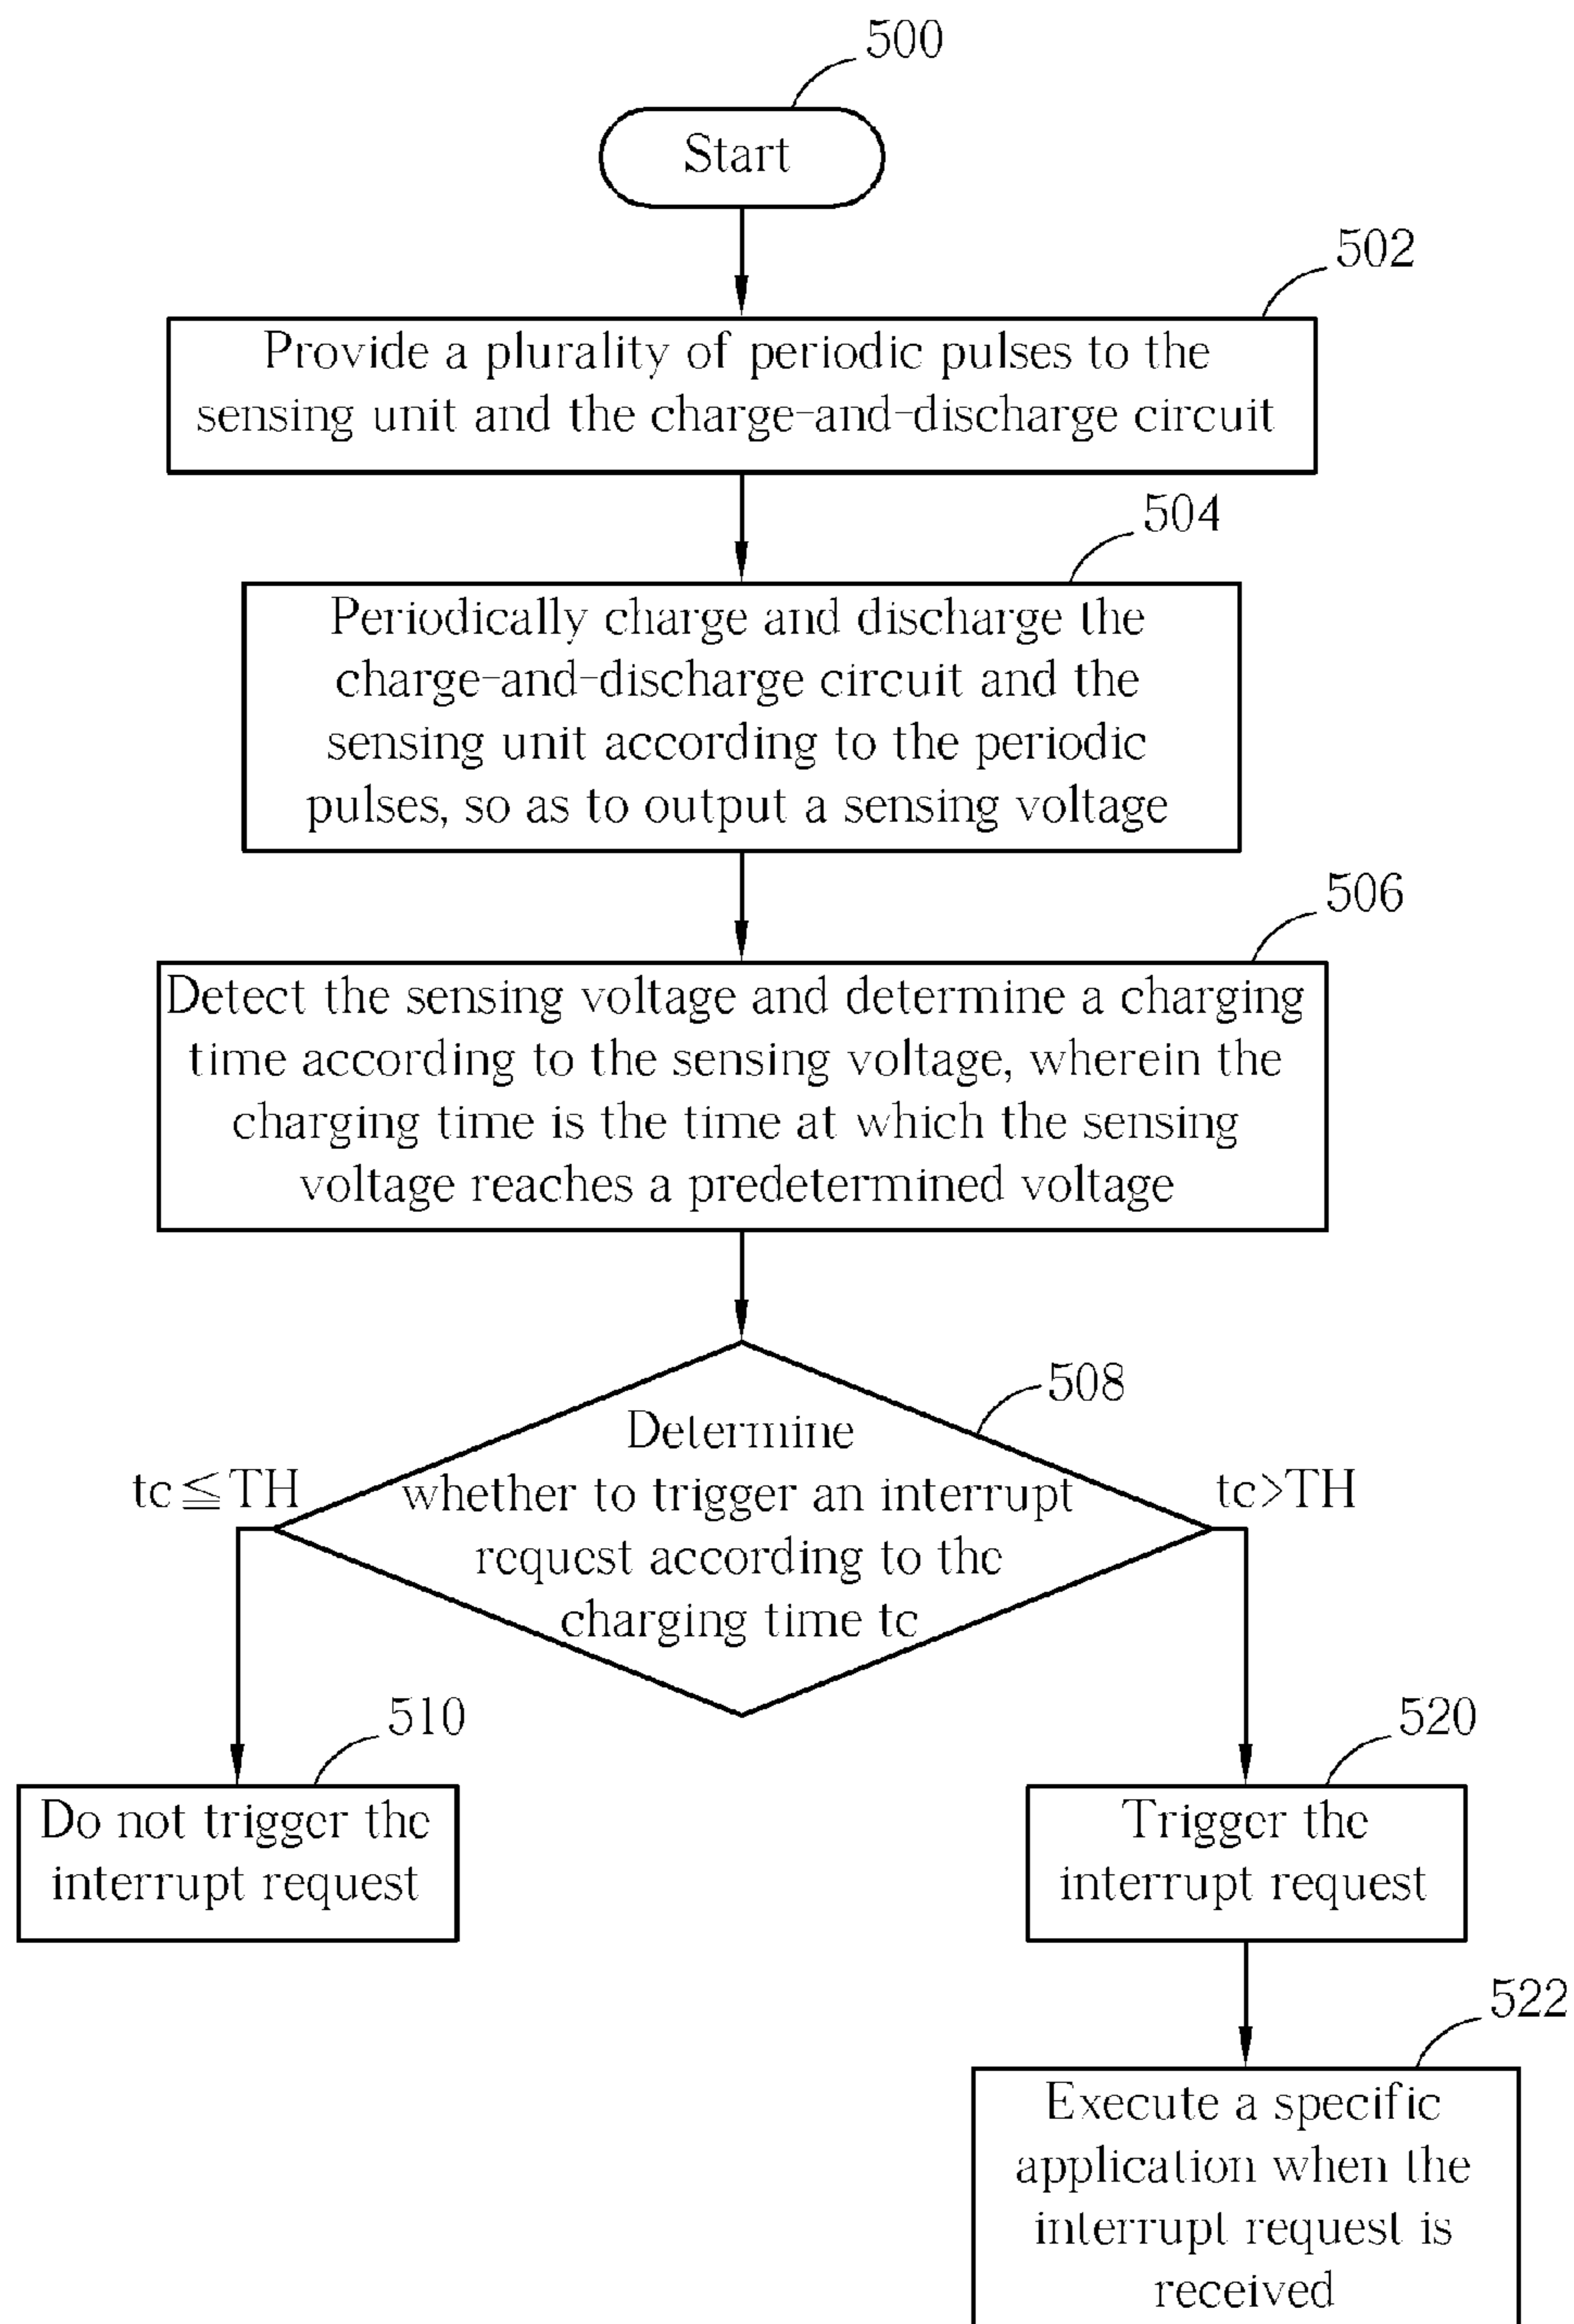 500
Start
502
Provide a plurality of periodic pulses to the
sensing unit and the charge-and-discharge circuit
504
Periodically charge and discharge the
charge-and-discharge circuit and the
sensing unit according to the periodic
pulses, so as to output a sensing voltage
506
Detect the sensing voltage and determine a charging
time according to the sensing voltage, wherein the
charging time is the time at which the sensing
voltage reaches a predetermined voltage
508
Determine
whether to trigger an interrupt
request according to the
charging time tc
tc≦TH
tc>TH
510
Do not trigger the
interrupt request
520
Trigger the
interrupt request
522
Execute a specific
application when the
interrupt request is
received